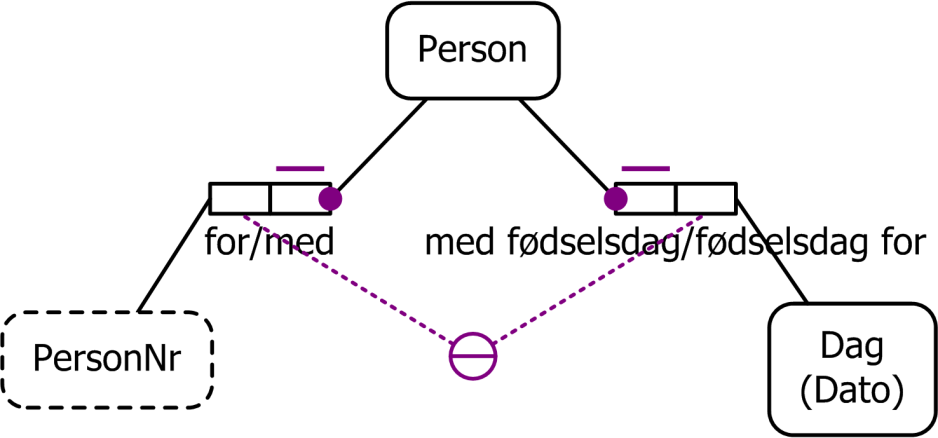 Person
for/med
med fødselsdag/fødselsdag for
PersonNr
Dag
(Dato)